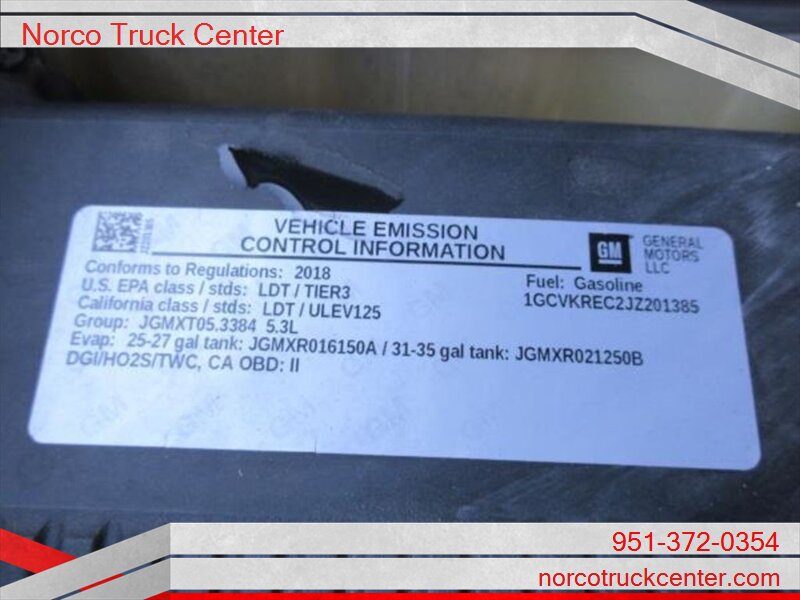 Norco Truck Center
VEHICLE EMISSION
CONTROL INFORMATION
GM
GENERAL
MOTORS
LLC
Conforms to Regulations: 2018
U.S. EPA class / stds: LDT / TIER3
California class / stds: LDT / ULEV125
Group: JGMXT05.3384 5.3L
Evap: 25-27 gal tank: JGMXR016150A / 31-35 gal tank: JGMXR021250B
DGI/HO2S/TWC, CA OBD: II
Fuel: Gasoline
1GCVKREC2JZ201385
951-372-0354
norcotruckcenter.com